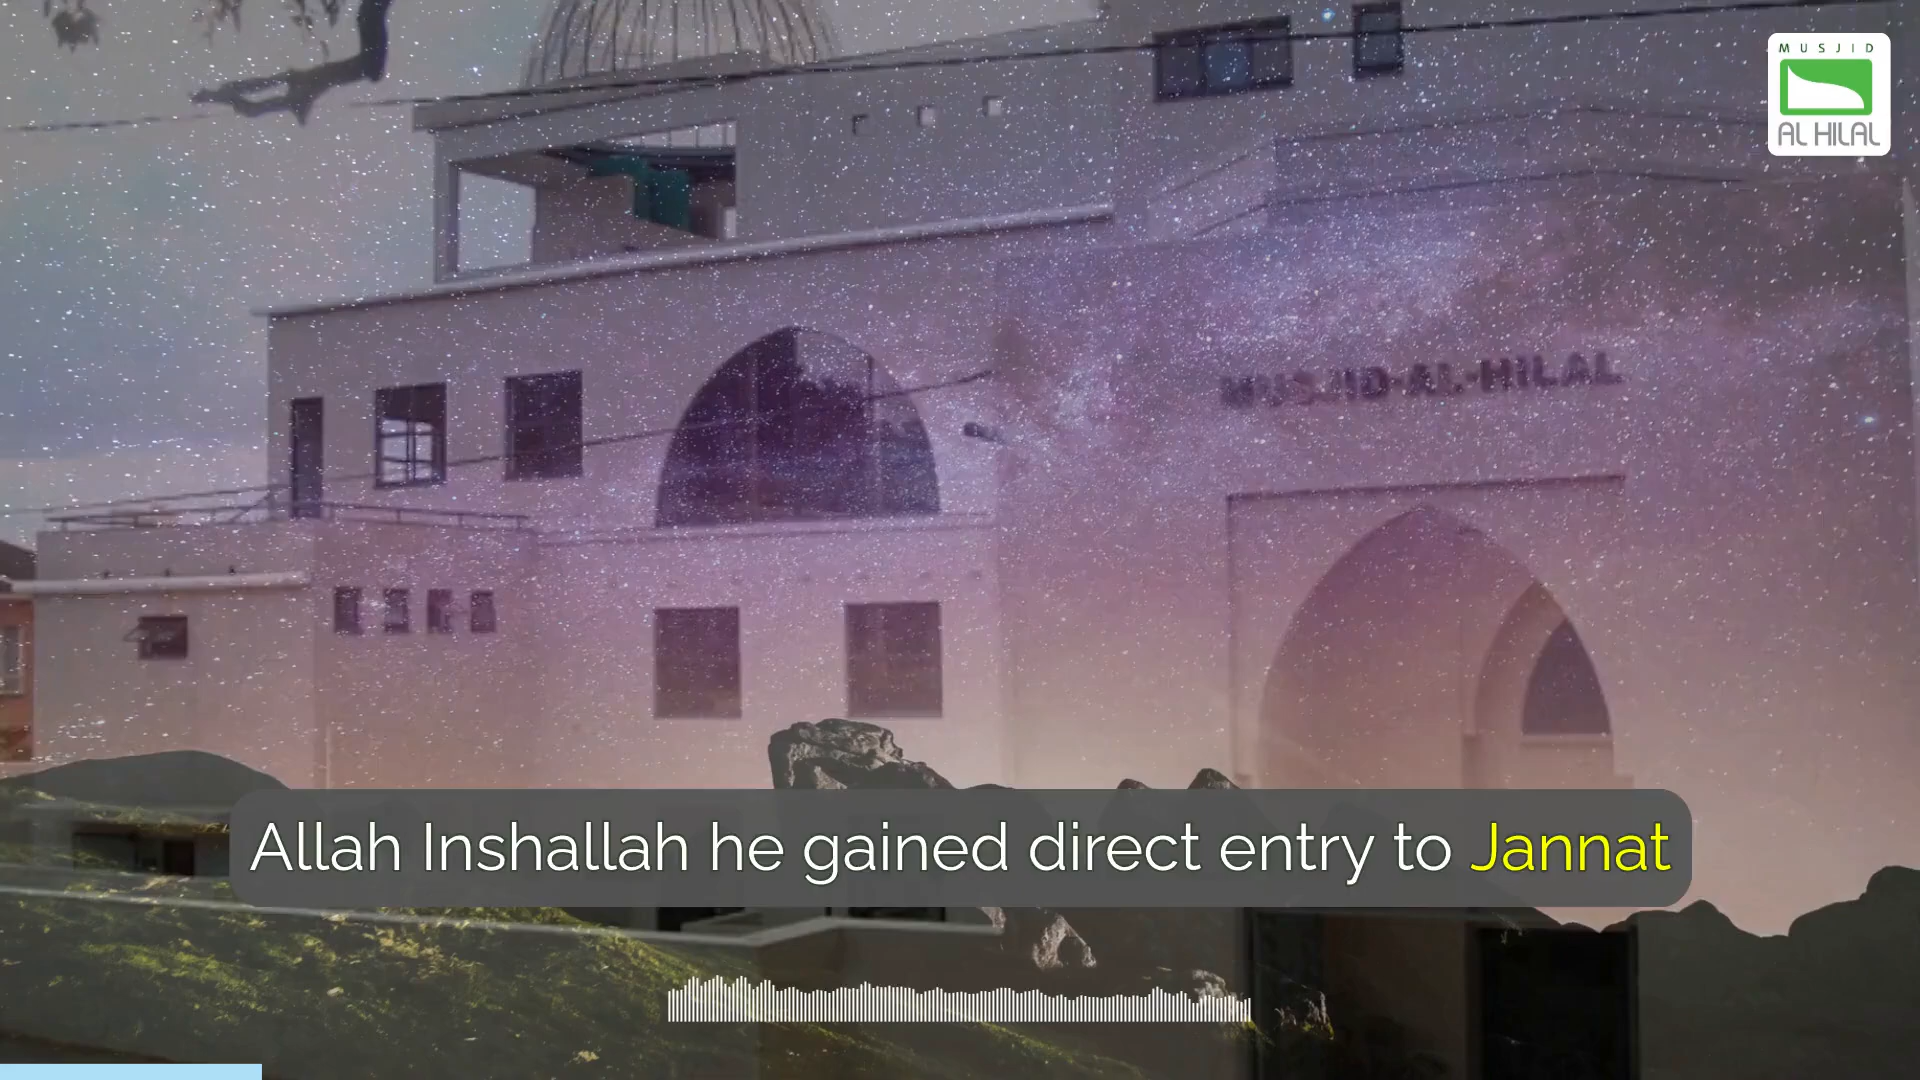 MUSJID
AL HILAL
MUSJID-AL-HILAL
Allah Inshallah he gained direct entry to Jannat